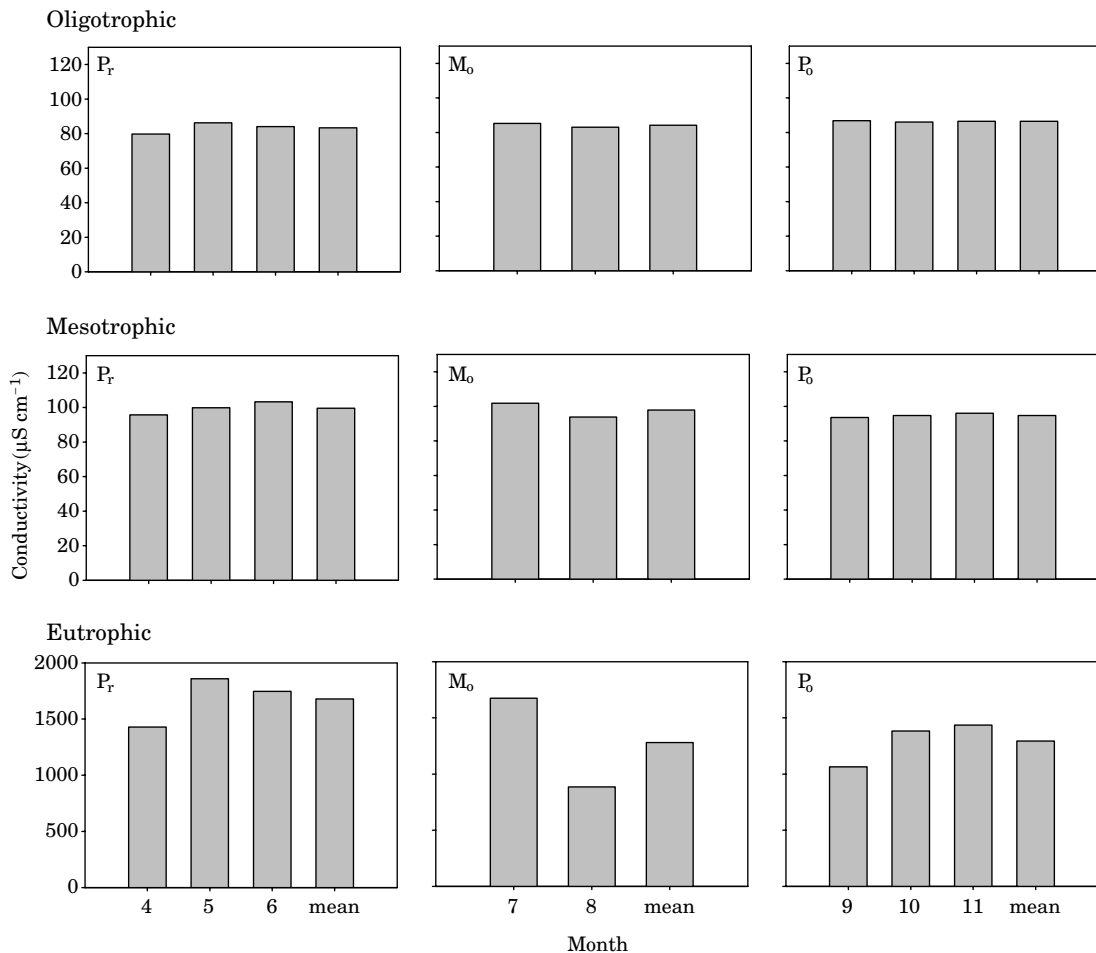 Oligotrophic
120
100
80
60
40
20
0
Pr
Mo
Po
Mesotrophic
120
100
80
60
40
20
0
Pr
Mo
Po
Conductivity (μS cm⁻¹)
Eutrophic
2000
1500
1000
500
0
Pr
Mo
Po
4 5 6 mean 7 8 mean 9 10 11 mean
Month